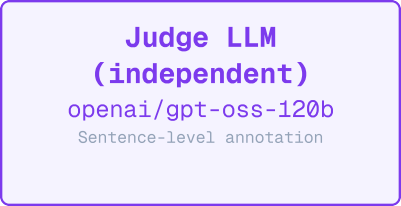 Judge LLM
(independent)
openai/gpt-oss-120b
Sentence-level annotation